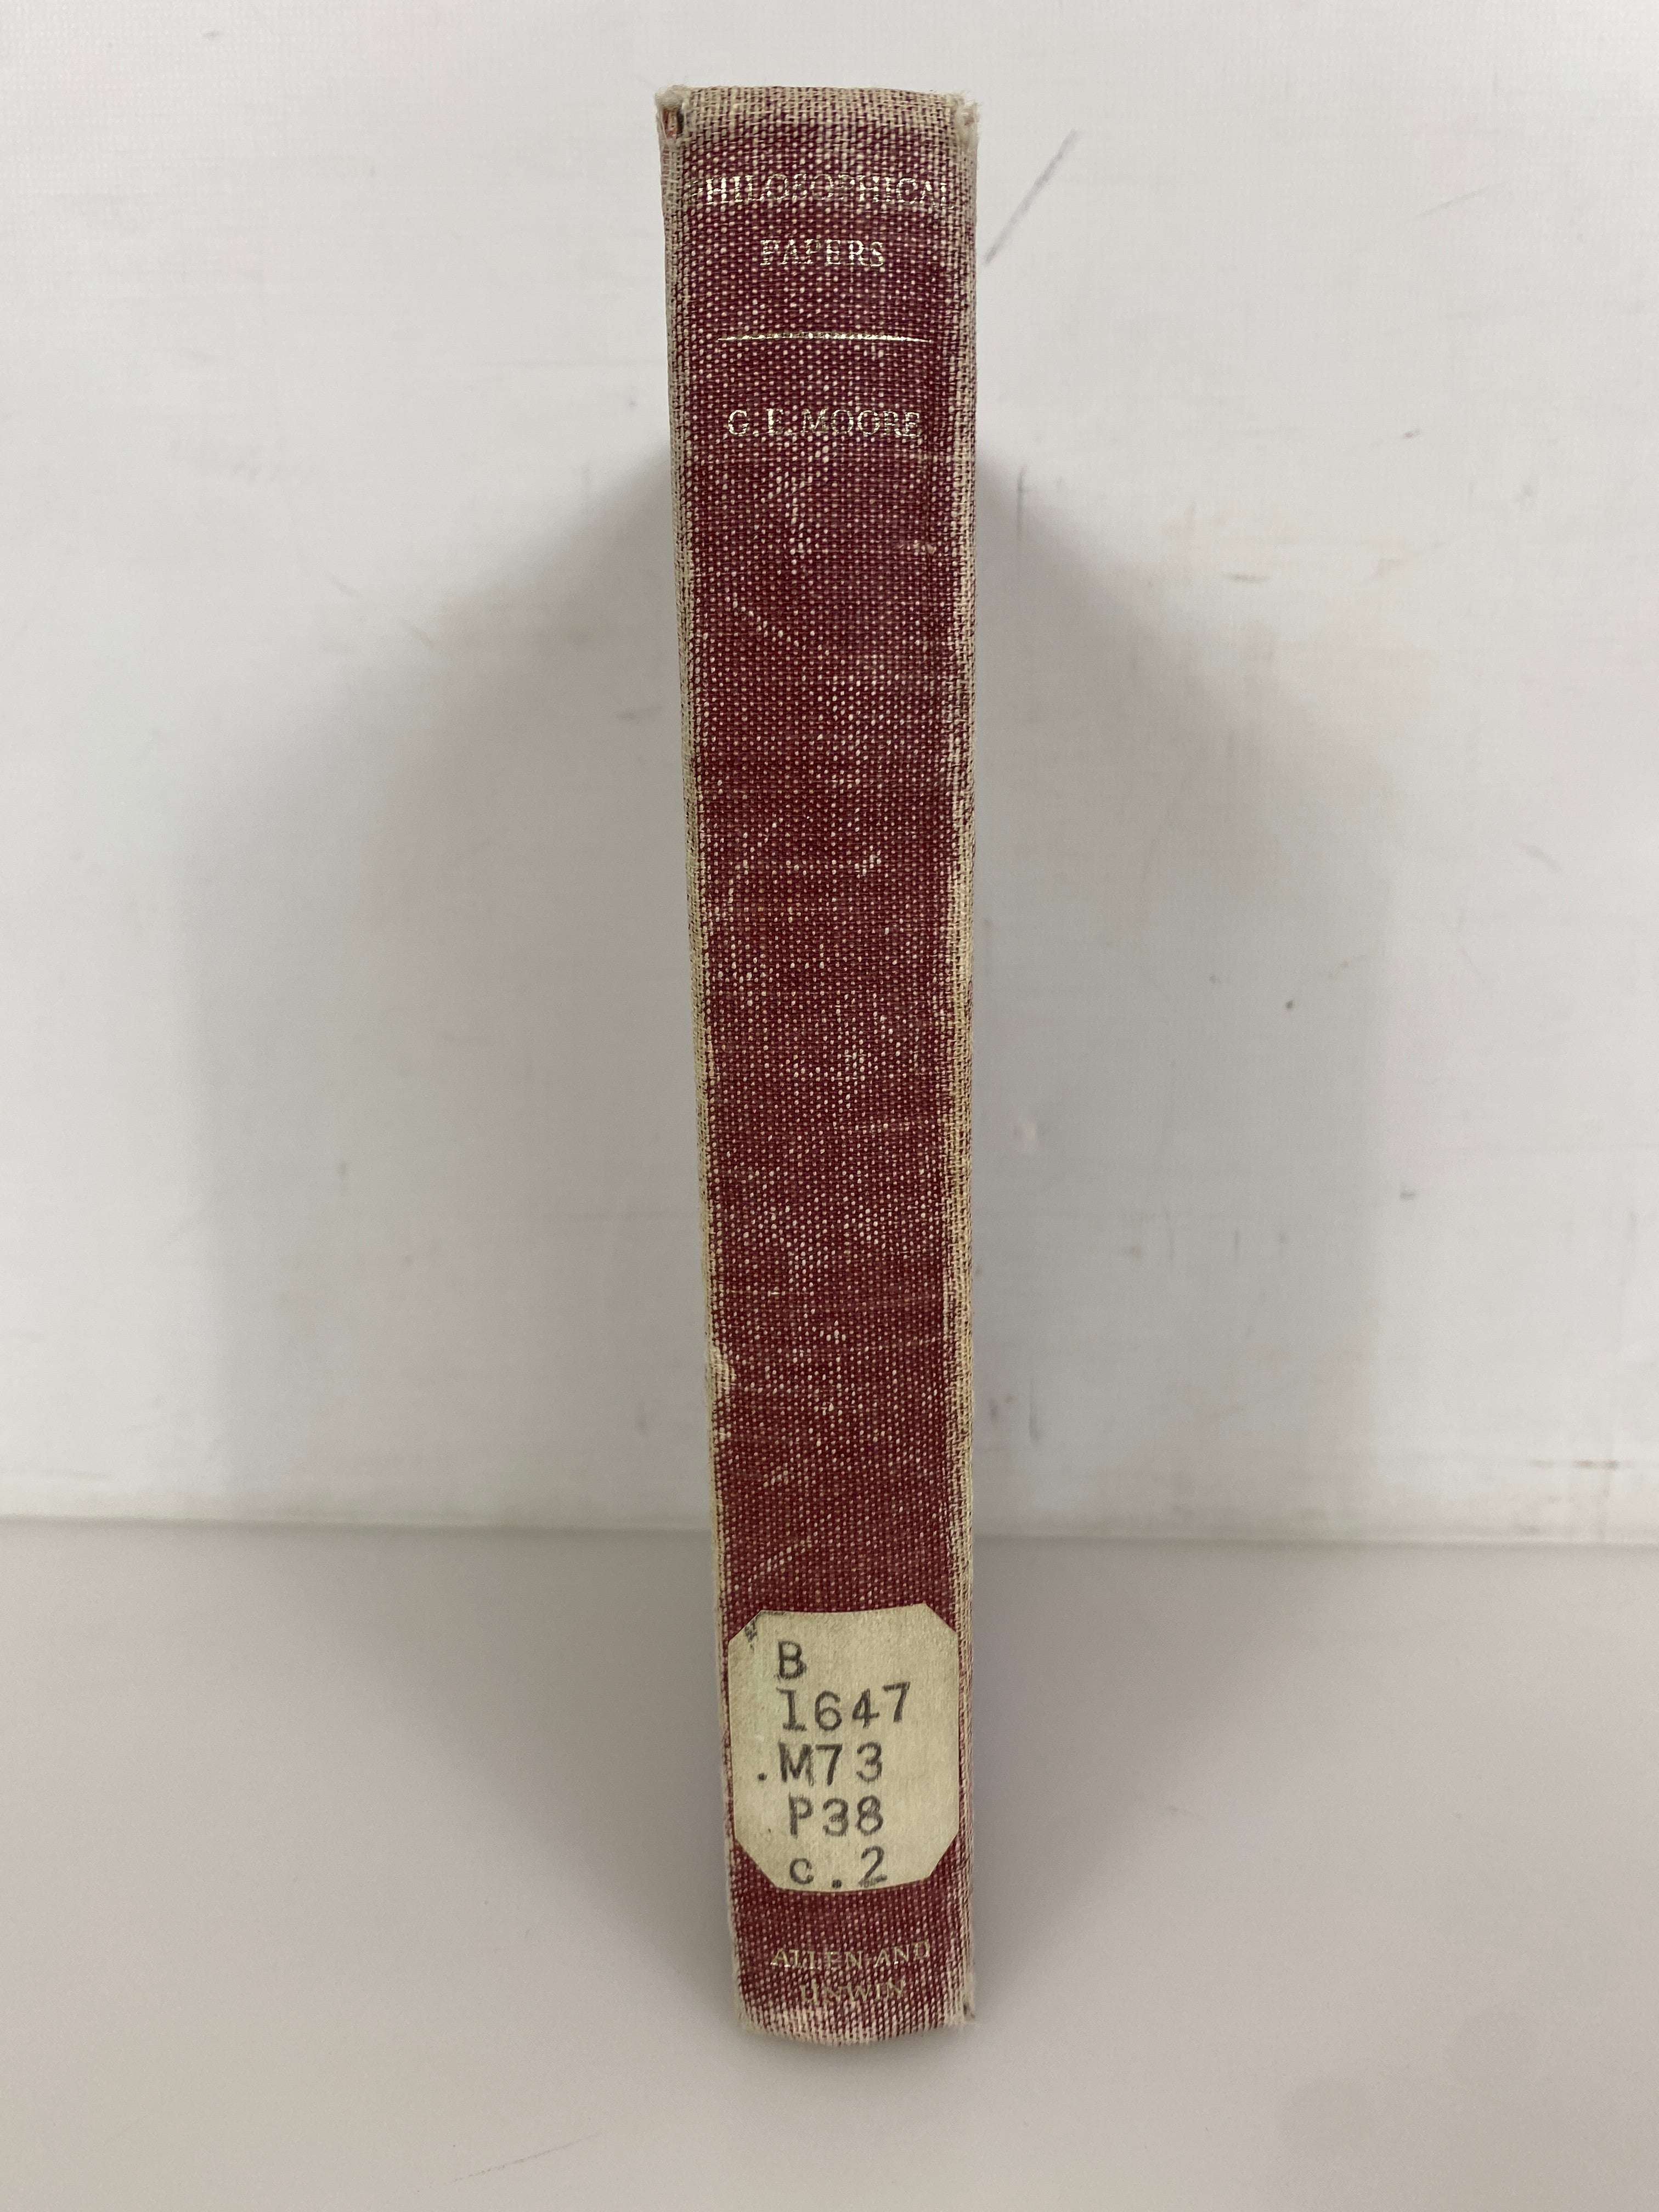 PHILOSOPHICAL
PAPERS
G. E. MOORE
B
1647
.M73
P38
c.2
ALLEN AND
UNWIN